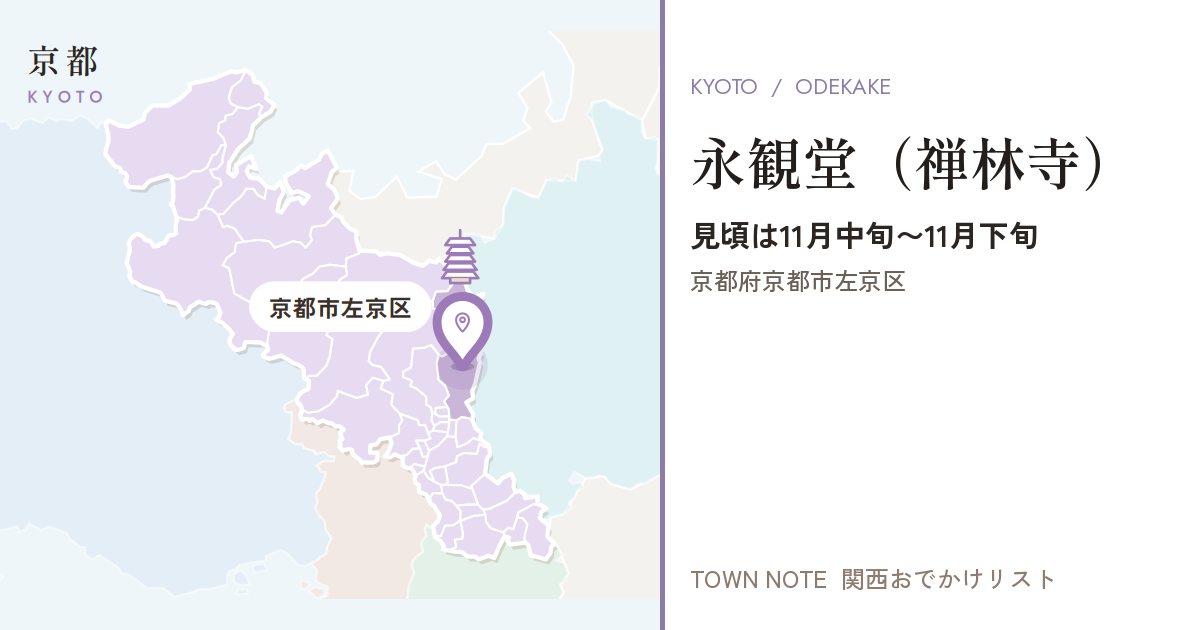 京都
KYOTO
京都市左京区
KYOTO / ODEKAKE
永観堂（禅林寺）
見頃は11月中旬〜11月下旬
京都府京都市左京区
TOWN NOTE 関西おでかけリスト